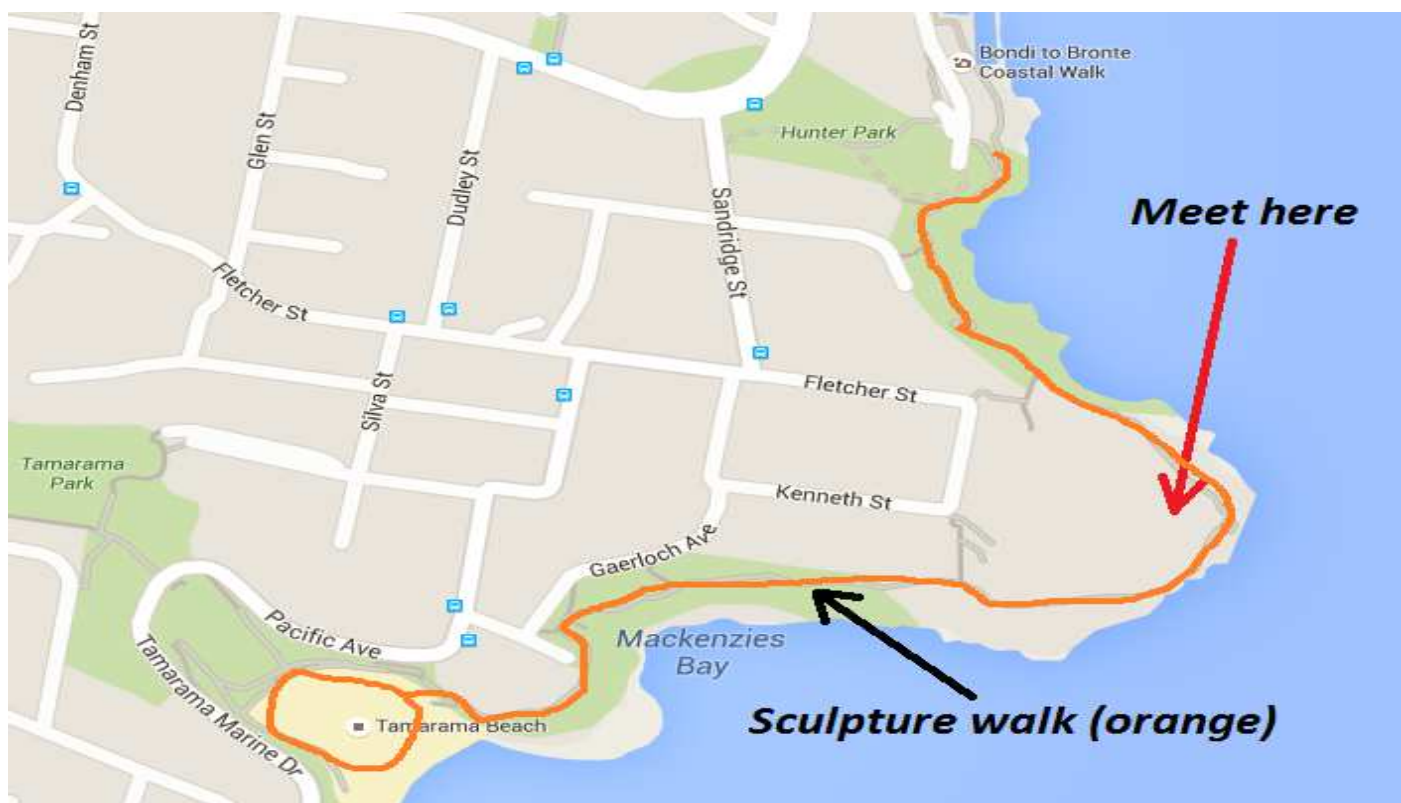 Denham St
Glen St
Dudley St
Bondi to Bronte
Coastal Walk
Hunter Park
Sandridge St
Meet here
Fletcher St
Silva St
Fletcher St
Tamarama
Park
Kenneth St
Gaerloch Ave
Pacific Ave
Mackenzies
Bay
Tamarama Marine Dr
Tamarama Beach
Sculpture walk (orange)